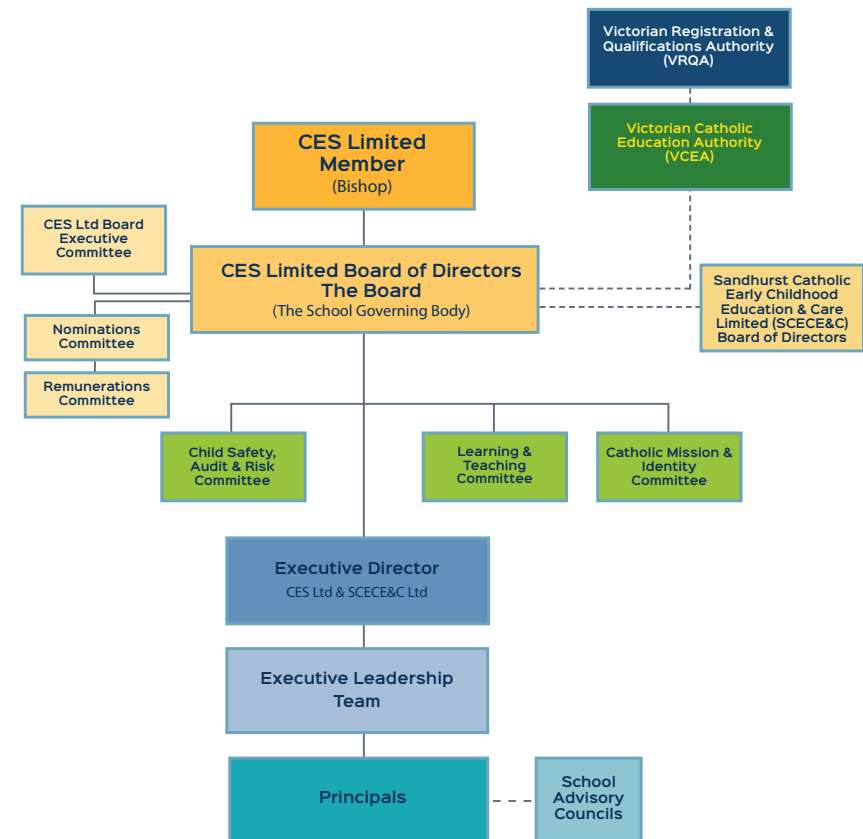 Victorian Registration &
Qualifications Authority
(VRQA)
Victorian Catholic
Education Authority
(VCEA)
CES Limited
Member
(Bishop)
CES Ltd Board
Executive
Committee
CES Limited Board of Directors
The Board
(The School Governing Body)
Sandhurst Catholic
Early Childhood
Education & Care
Limited (SCECE&C)
Board of Directors
Nominations
Committee
Remunerations
Committee
Child Safety,
Audit & Risk
Committee
Learning &
Teaching
Committee
Catholic Mission &
Identity
Committee
Executive Director
CES Ltd & SCECE&C Ltd
Executive Leadership
Team
Principals
School
Advisory
Councils